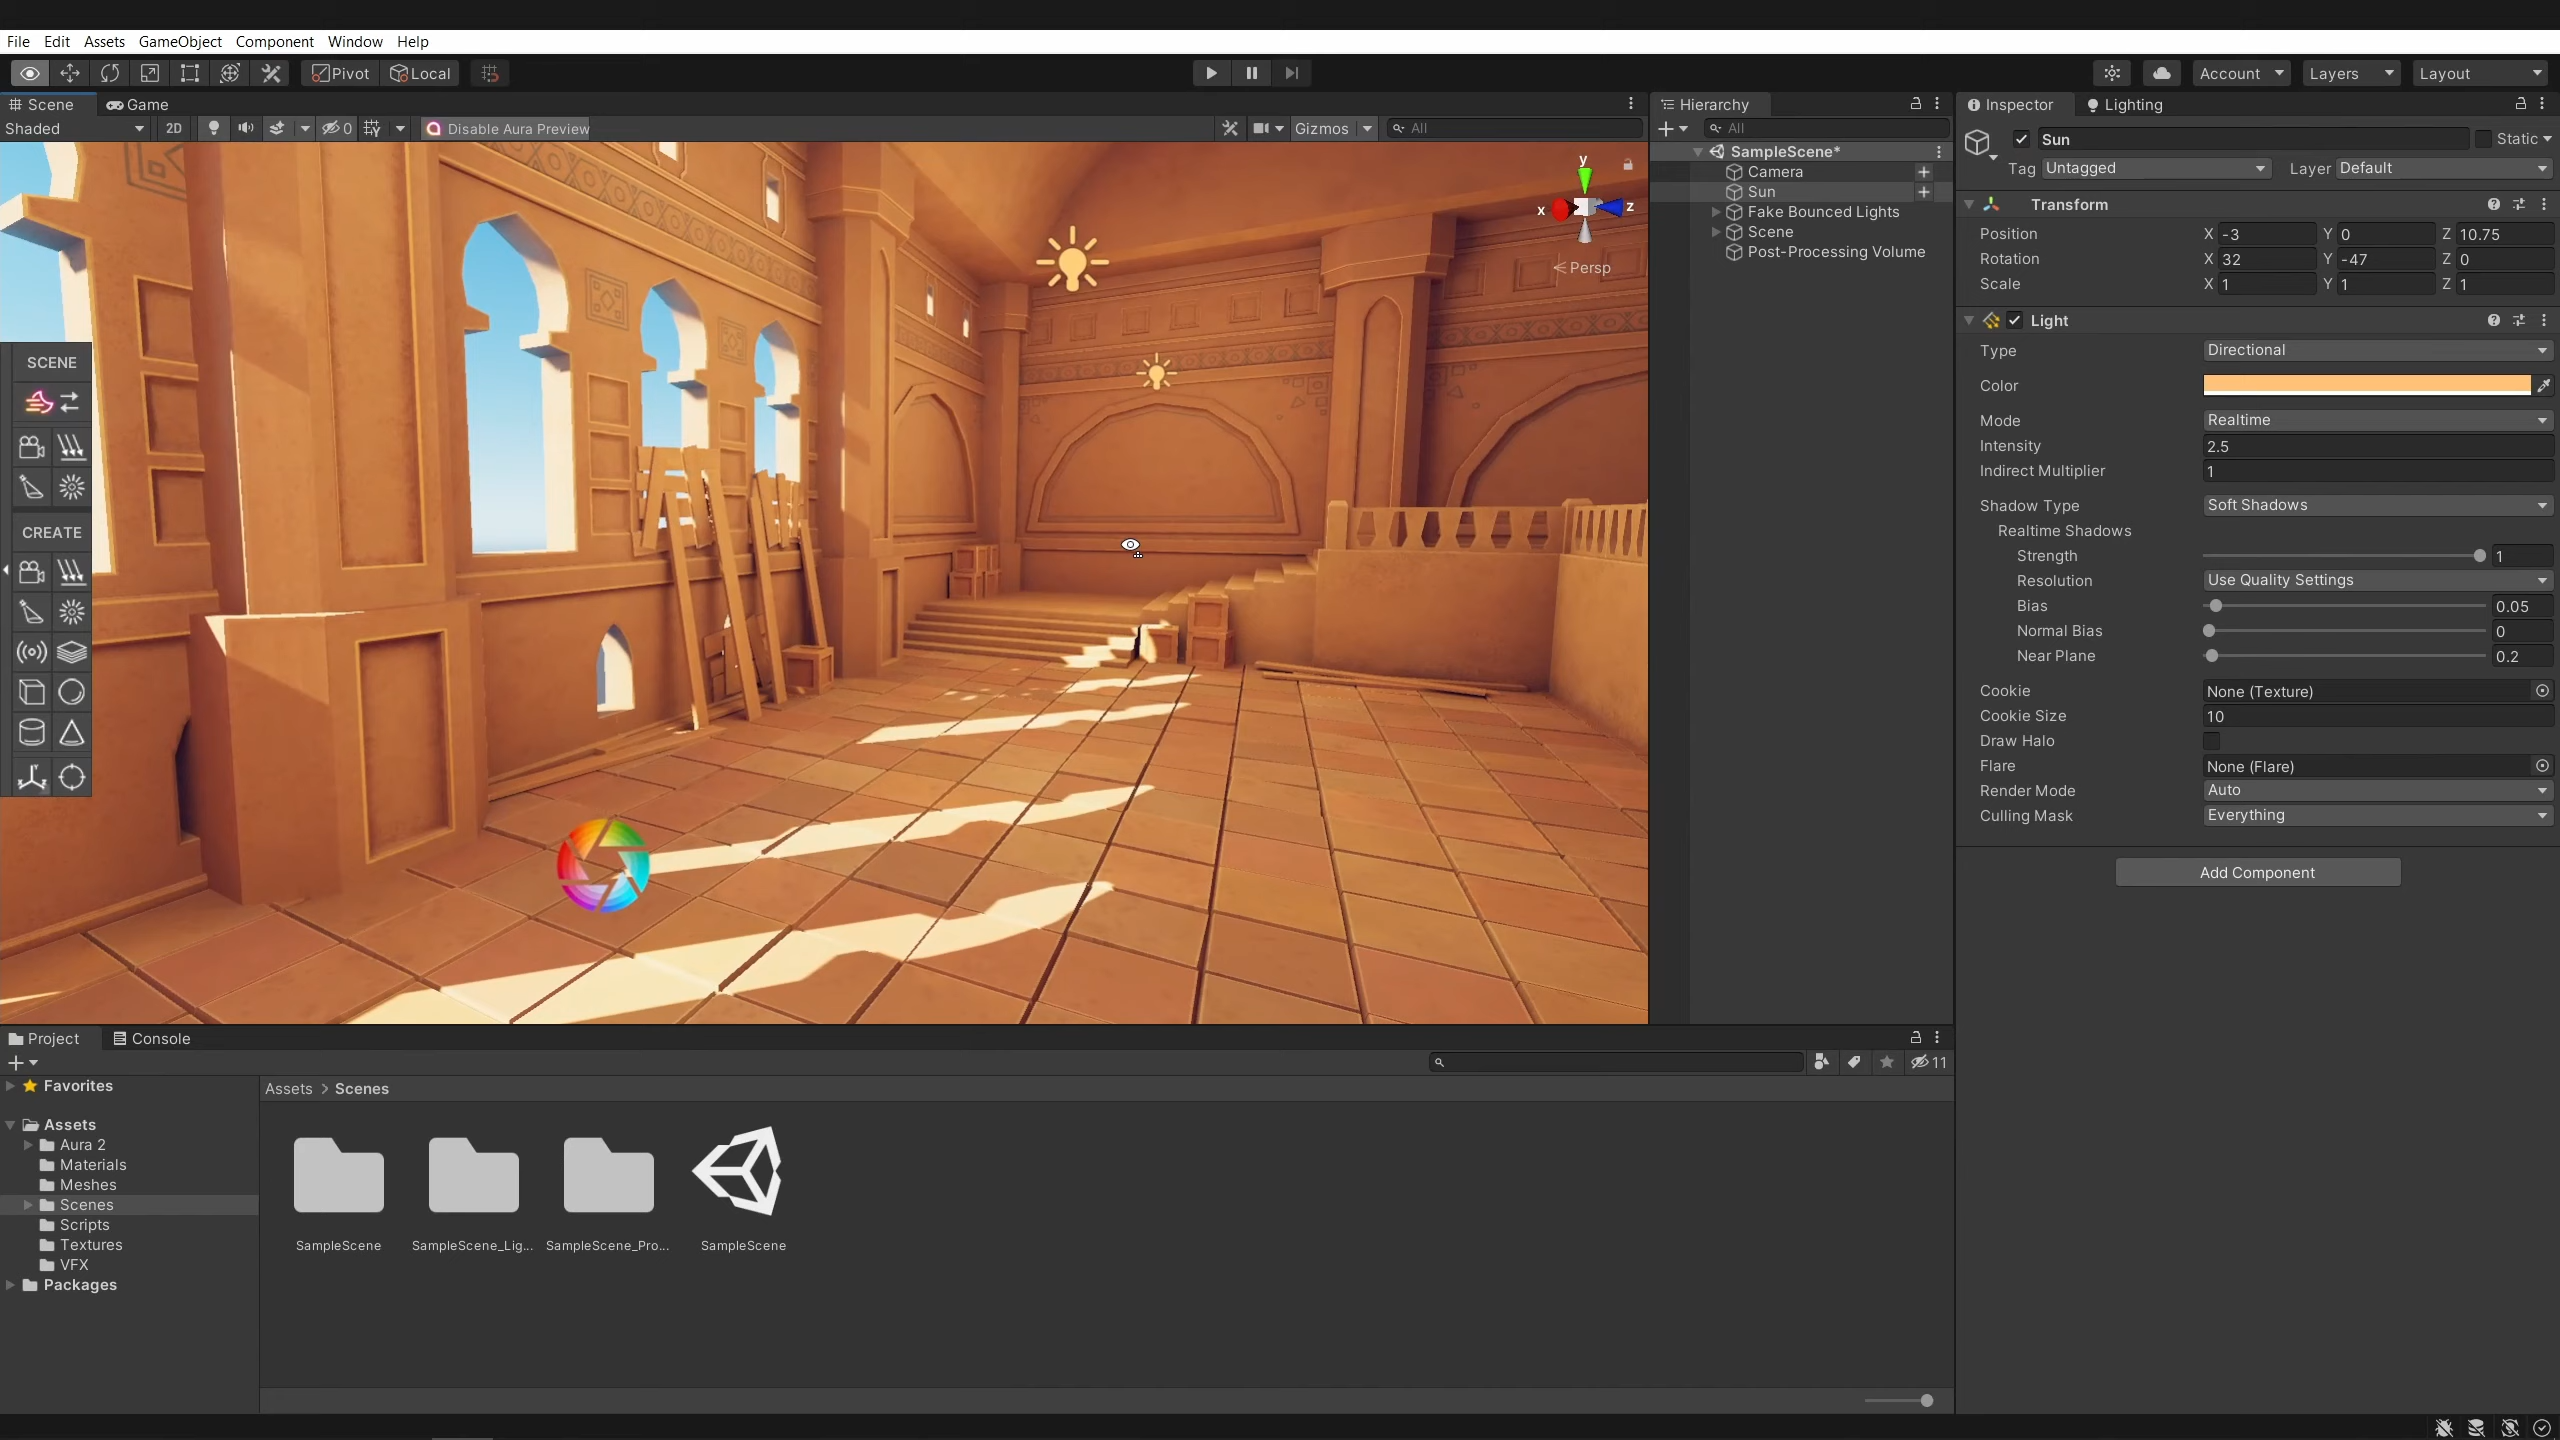 File Edit Assets GameObject Component Window Help
Pivot Local Account Layers Layout
Scene Game
Hierarchy
Inspector Lighting
Shaded 2D 0 Disable Aura Preview Gizmos All
All
SampleScene*
Camera
Sun
Fake Bounced Lights
Scene
Post-Processing Volume
y
x z
Persp
SCENE
CREATE
Sun Static
Tag Untagged Layer Default
Transform
Position X -3 Y 0 Z 10.75
Rotation X 32 Y -47 Z 0
Scale X 1 Y 1 Z 1
Light
Type Directional
Color
Mode Realtime
Intensity 2.5
Indirect Multiplier 1
Shadow Type Soft Shadows
Realtime Shadows
Strength 1
Resolution Use Quality Settings
Bias 0.05
Normal Bias 0
Near Plane 0.2
Cookie None (Texture)
Cookie Size 10
Draw Halo
Flare None (Flare)
Render Mode Auto
Culling Mask Everything
Add Component
Project Console
11
Favorites
Assets
Aura 2
Materials
Meshes
Scenes
Scripts
Textures
VFX
Packages
Assets > Scenes
SampleScene SampleScene_Lig... SampleScene_Pro... SampleScene